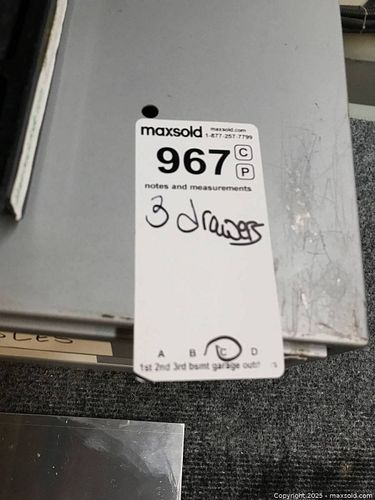 maxsold maxsold.com
1-877-257-7799
967 C
P
notes and measurements
3 drawers
A B C D
1st 2nd 3rd bsmt garage
LES
Copyright © 2025 - maxsold.com